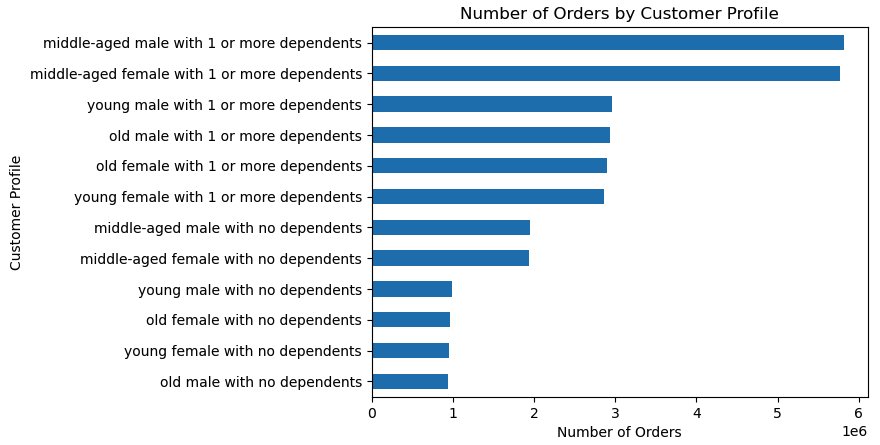 Number of Orders by Customer Profile
Customer Profile
middle-aged male with 1 or more dependents
middle-aged female with 1 or more dependents
young male with 1 or more dependents
old male with 1 or more dependents
old female with 1 or more dependents
young female with 1 or more dependents
middle-aged male with no dependents
middle-aged female with no dependents
young male with no dependents
old female with no dependents
young female with no dependents
old male with no dependents
0 1 2 3 4 5 6
1e6
Number of Orders